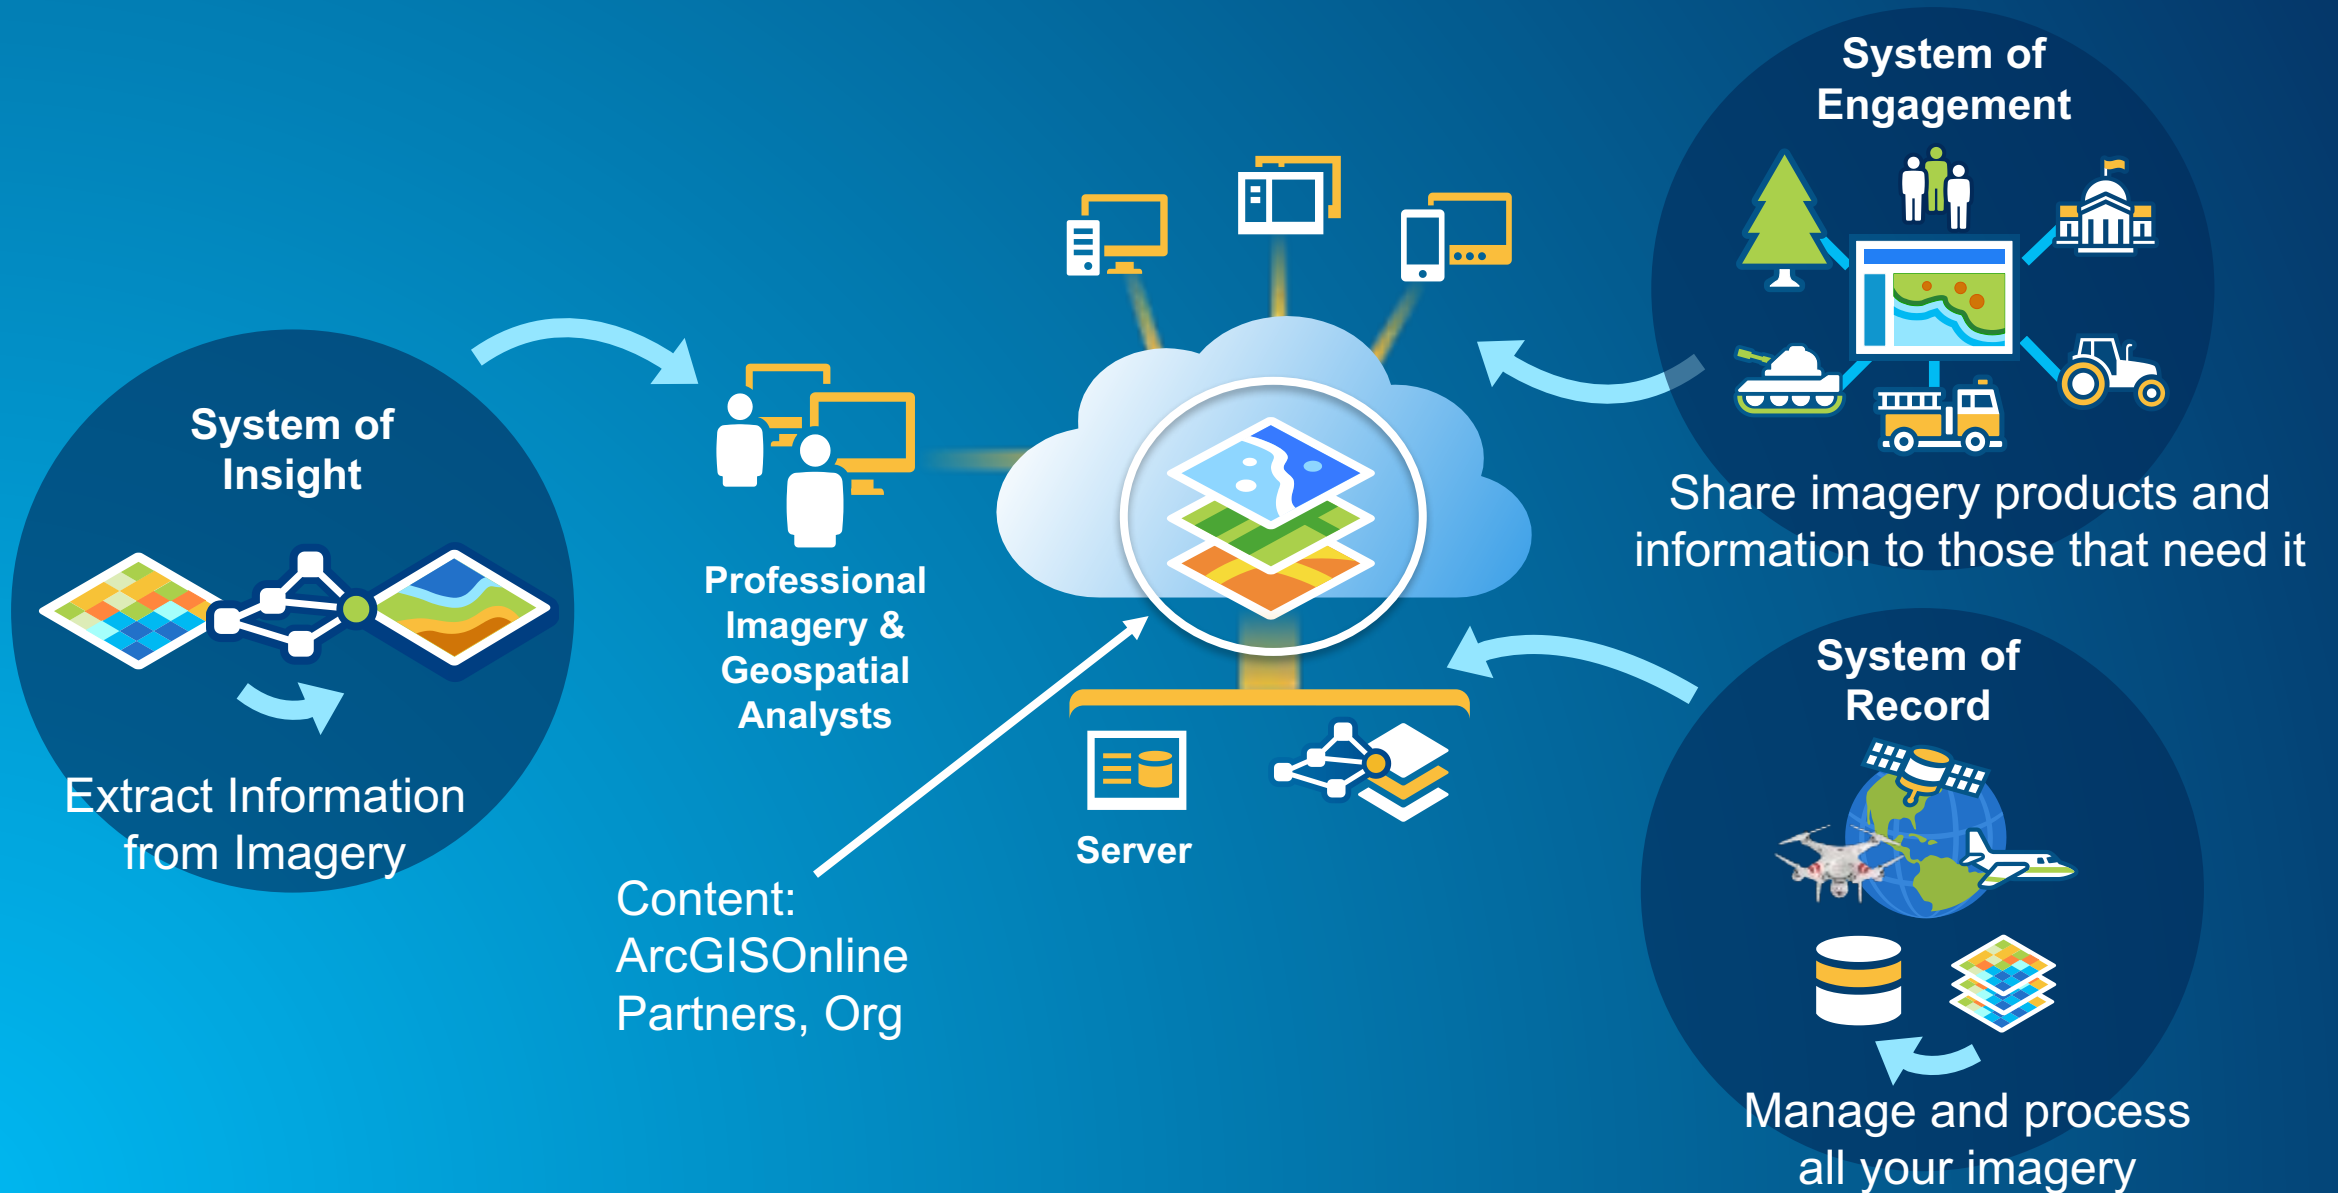 System of
Engagement
Share imagery products and
information to those that need it
System of
Insight
Extract Information
from Imagery
Professional
Imagery &
Geospatial
Analysts
Server
Content:
ArcGISOnline
Partners, Org
System of
Record
Manage and process
all your imagery